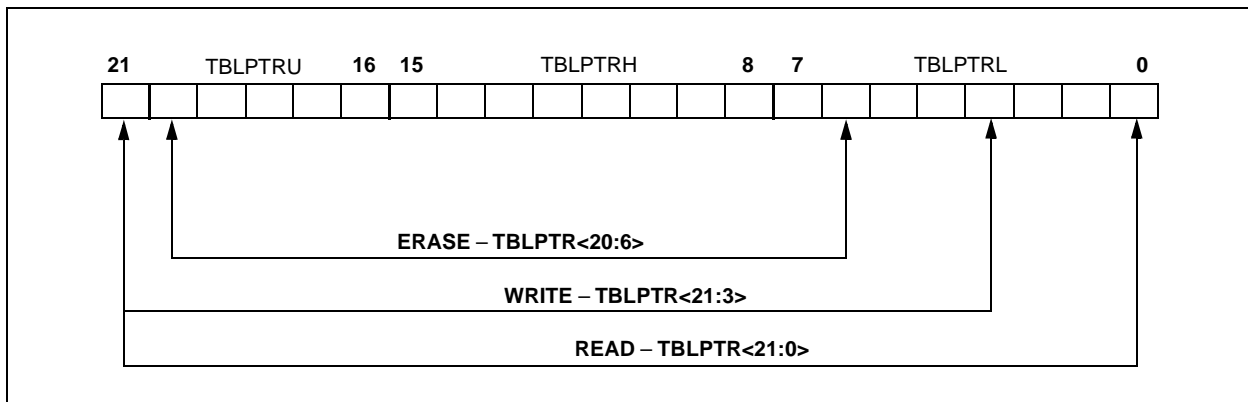 21 TBLPTRU 16 15 TBLPTRH 8 7 TBLPTRL 0
ERASE – TBLPTR<20:6>
WRITE – TBLPTR<21:3>
READ – TBLPTR<21:0>